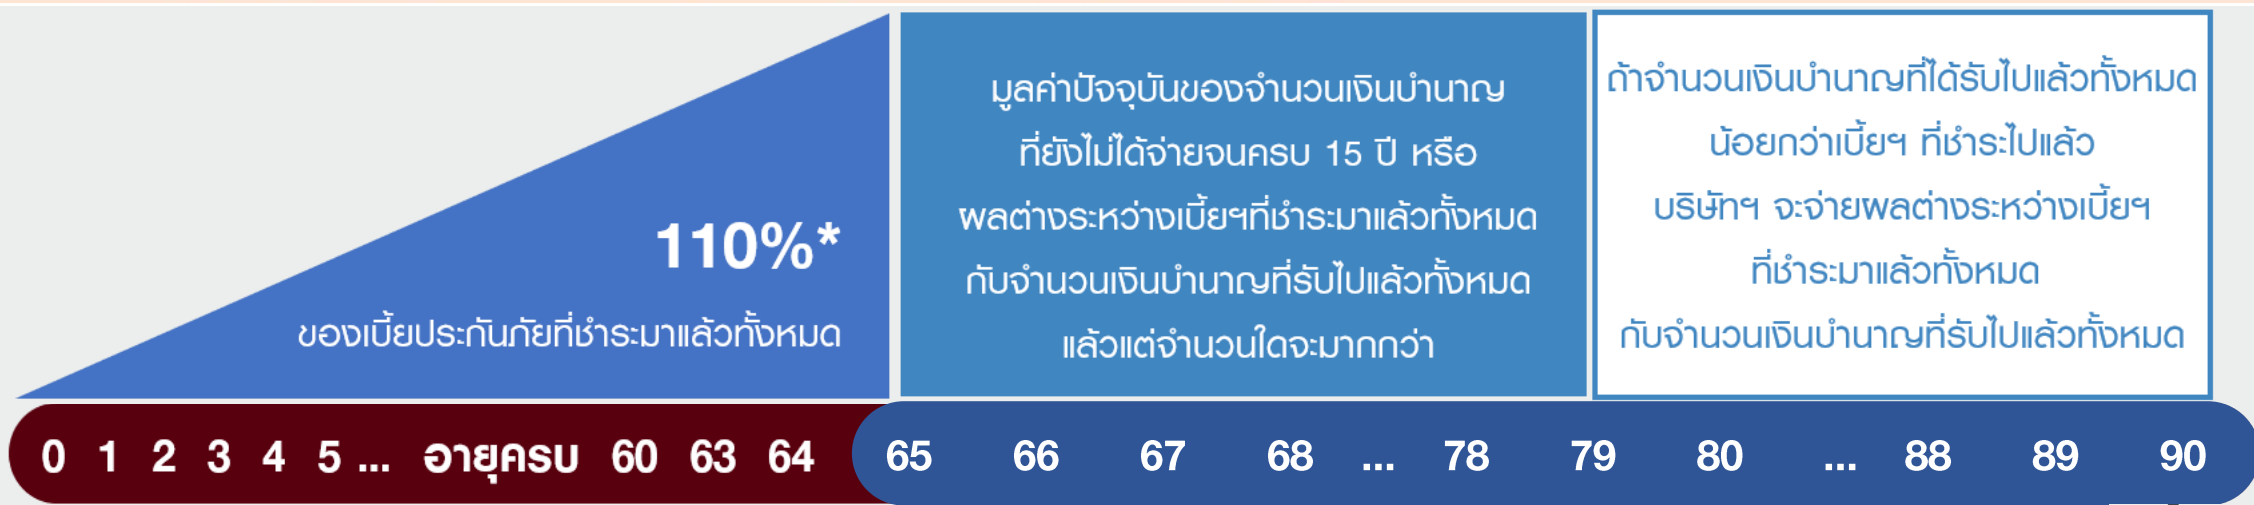 110%*
ของเบี้ยประกันภัยที่ชำระมาแล้วทั้งหมด
มูลค่าปัจจุบันของจำนวนเงินบำนาญ
ที่ยังไม่ได้จ่ายจนครบ 15 ปี หรือ
ผลต่างระหว่างเบี้ยฯที่ชำระมาแล้วทั้งหมด
กับจำนวนเงินบำนาญที่รับไปแล้วทั้งหมด
แล้วแต่จำนวนใดจะมากกว่า
ถ้าจำนวนเงินบำนาญที่ได้รับไปแล้วทั้งหมด
น้อยกว่าเบี้ยฯ ที่ชำระไปแล้ว
บริษัทฯ จะจ่ายผลต่างระหว่างเบี้ยฯ
ที่ชำระมาแล้วทั้งหมด
กับจำนวนเงินบำนาญที่รับไปแล้วทั้งหมด
0 1 2 3 4 5 ... อายุครบ 60 63 64 65 66 67 68 ... 78 79 80 ... 88 89 90